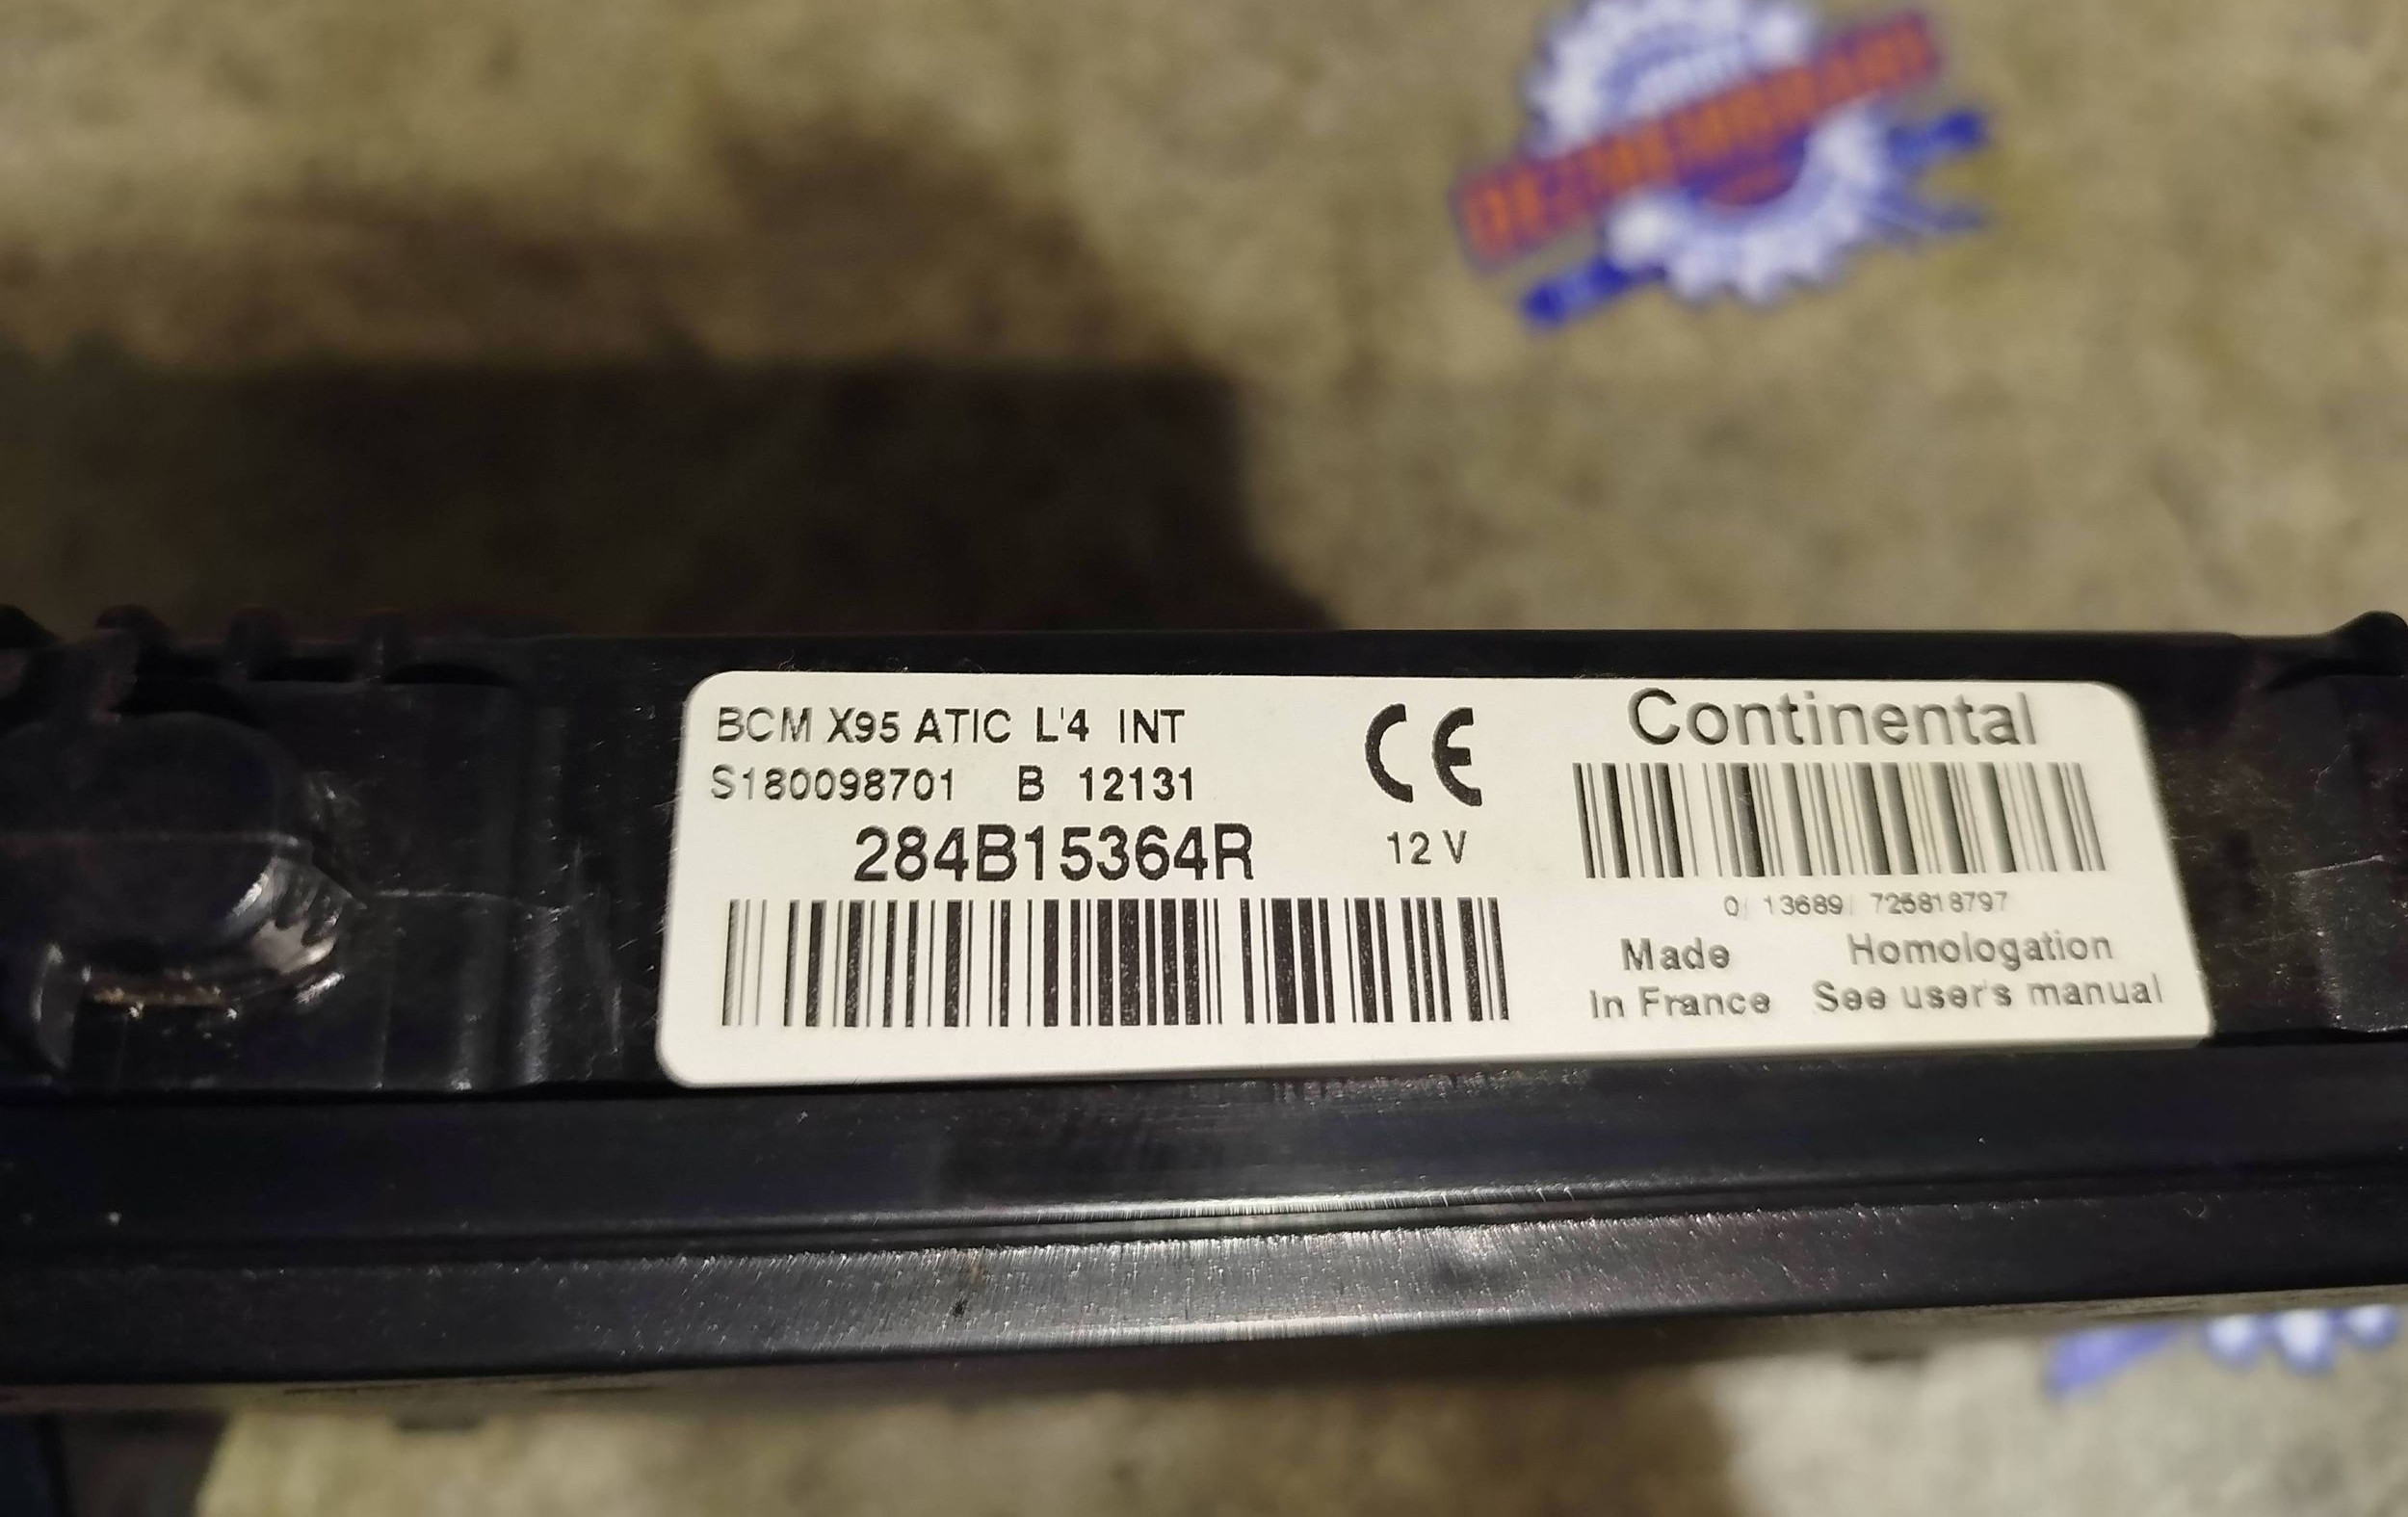 BCM X95 ATIC L'4 INT
S180098701 B 12131
284B15364R
CE
12 V
Continental
0 13689 725818797
Made
In France
Homologation
See user's manual
DEZMEMBRARI